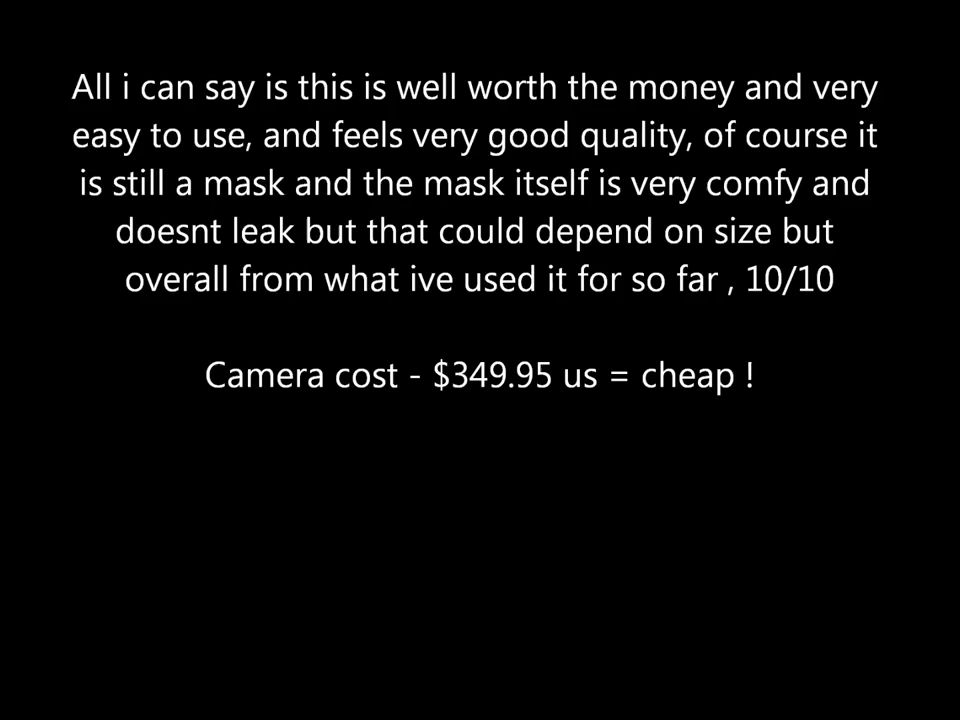 All i can say is this is well worth the money and very
easy to use, and feels very good quality, of course it
is still a mask and the mask itself is very comfy and
doesnt leak but that could depend on size but
overall from what ive used it for so far , 10/10
Camera cost - $349.95 us = cheap !